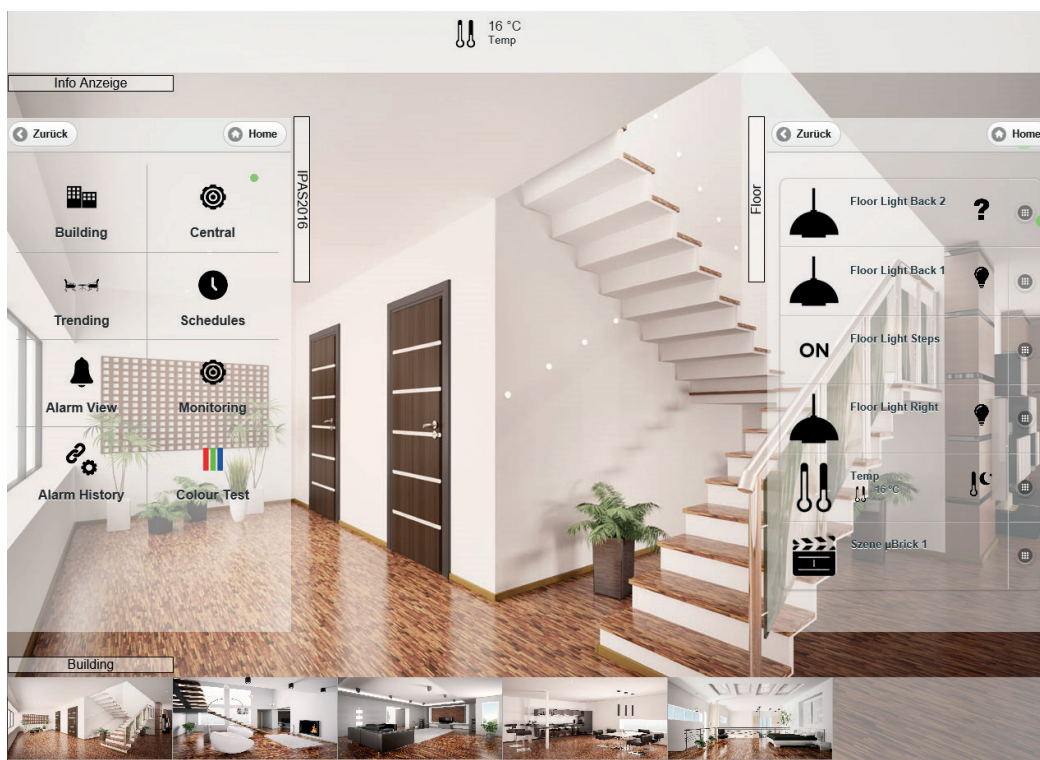 16 °C
Temp
Info Anzeige
Zurück
Home
Building
Central
Trending
Schedules
Alarm View
Monitoring
Alarm History
Colour Test
IPAS2016
Floor
Zurück
Home
Floor Light Back 2
?
Floor Light Back 1
ON
Floor Light Steps
Floor Light Right
Temp
16 °C
Szene µBrick 1
Building